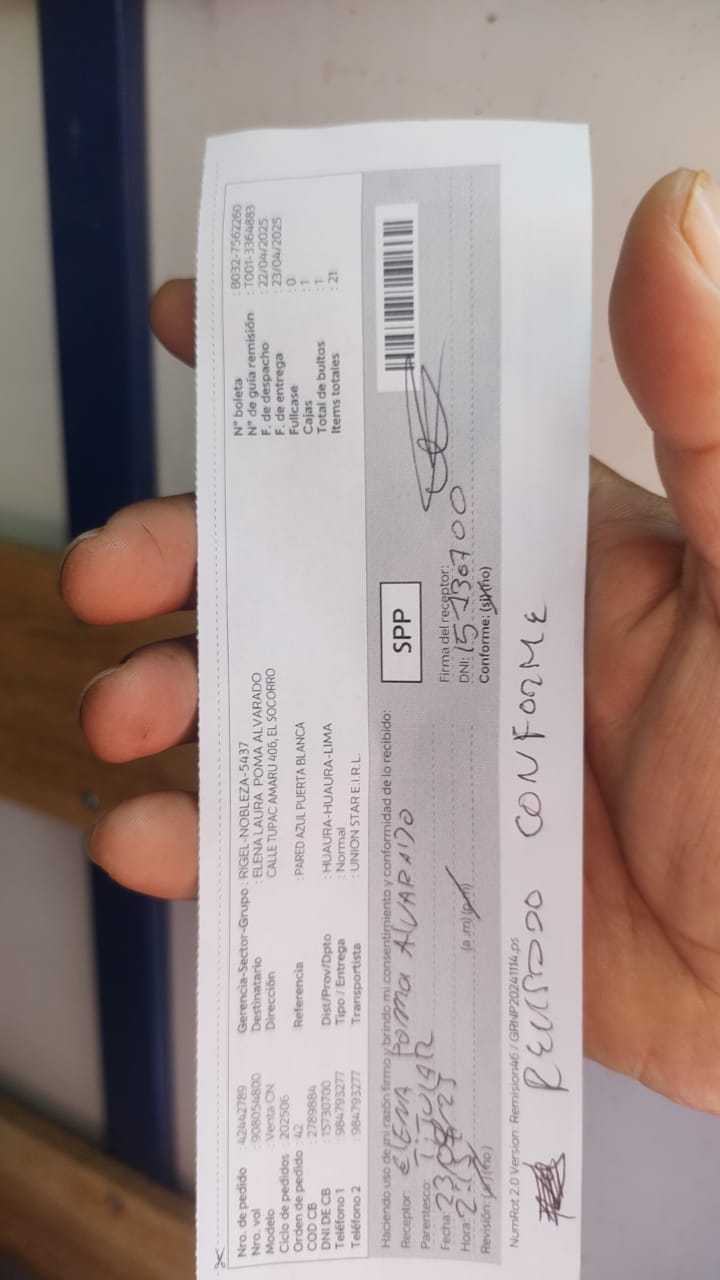 Nro. de pedido : 42442789
Nro. vol : 908054800
Modelo : Venta CN
Ciclo de pedidos : 202506
Orden de pedido : 42
COD CB : 2789884
DNI DE CB : 15730700
Teléfono 1 : 984793277
Teléfono 2 : 984793277
Gerencia-Sector-Grupo : RIGEL-NOBLEZA-5437
Destinatario : ELENA LAURA POMA ALVARADO
Dirección : CALLE TUPAC AMARU 406, EL SOCORRO
Referencia : PARED AZUL PUERTA BLANCA
Dist/Prov/Dpto : HUAURA-HUAURA-LIMA
Tipo / Entrega : Normal
Transportista : UNION STAR E.I.R.L.
N° boleta : B032-7562260
N° de guía remisión : T001-3364883
F. de despacho : 22/04/2025
F. de entrega : 23/04/2025
Fullcase : 0
Cajas : 1
Total de bultos : 1
Items totales : 21
Haciendo uso de mi razón firmo y brindo mi consentimiento y conformidad de lo recibido:
Receptor: ELENA POMA ALVARADO
Parentesco: TITULAR
Fecha: 23/04/25
Hora: (a.m)(p.m)
Revisión: (si)(no)
SPP
Firma del receptor:
DNI: 15730700
Conforme: (si)(no)
NumRot 2.0 Version: Remision46 / GRNP20241114.ps
REVISADO CONFORME